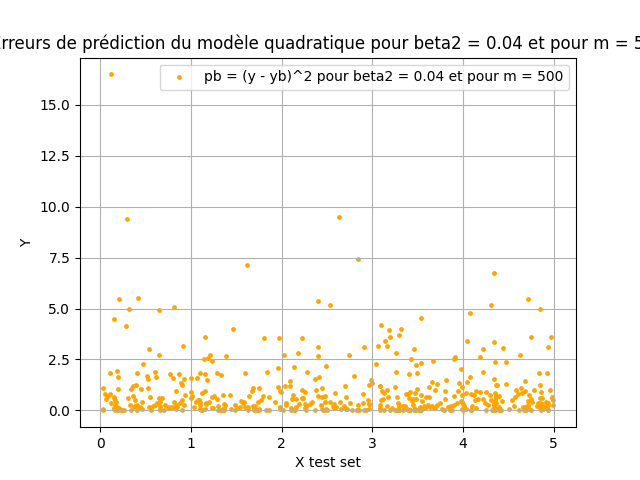 rreurs de prédiction du modèle quadratique pour beta2 = 0.04 et pour m = 5
pb = (y - yb)^2 pour beta2 = 0.04 et pour m = 500
15.0
12.5
10.0
7.5
5.0
2.5
0.0
Y
0 1 2 3 4 5
X test set